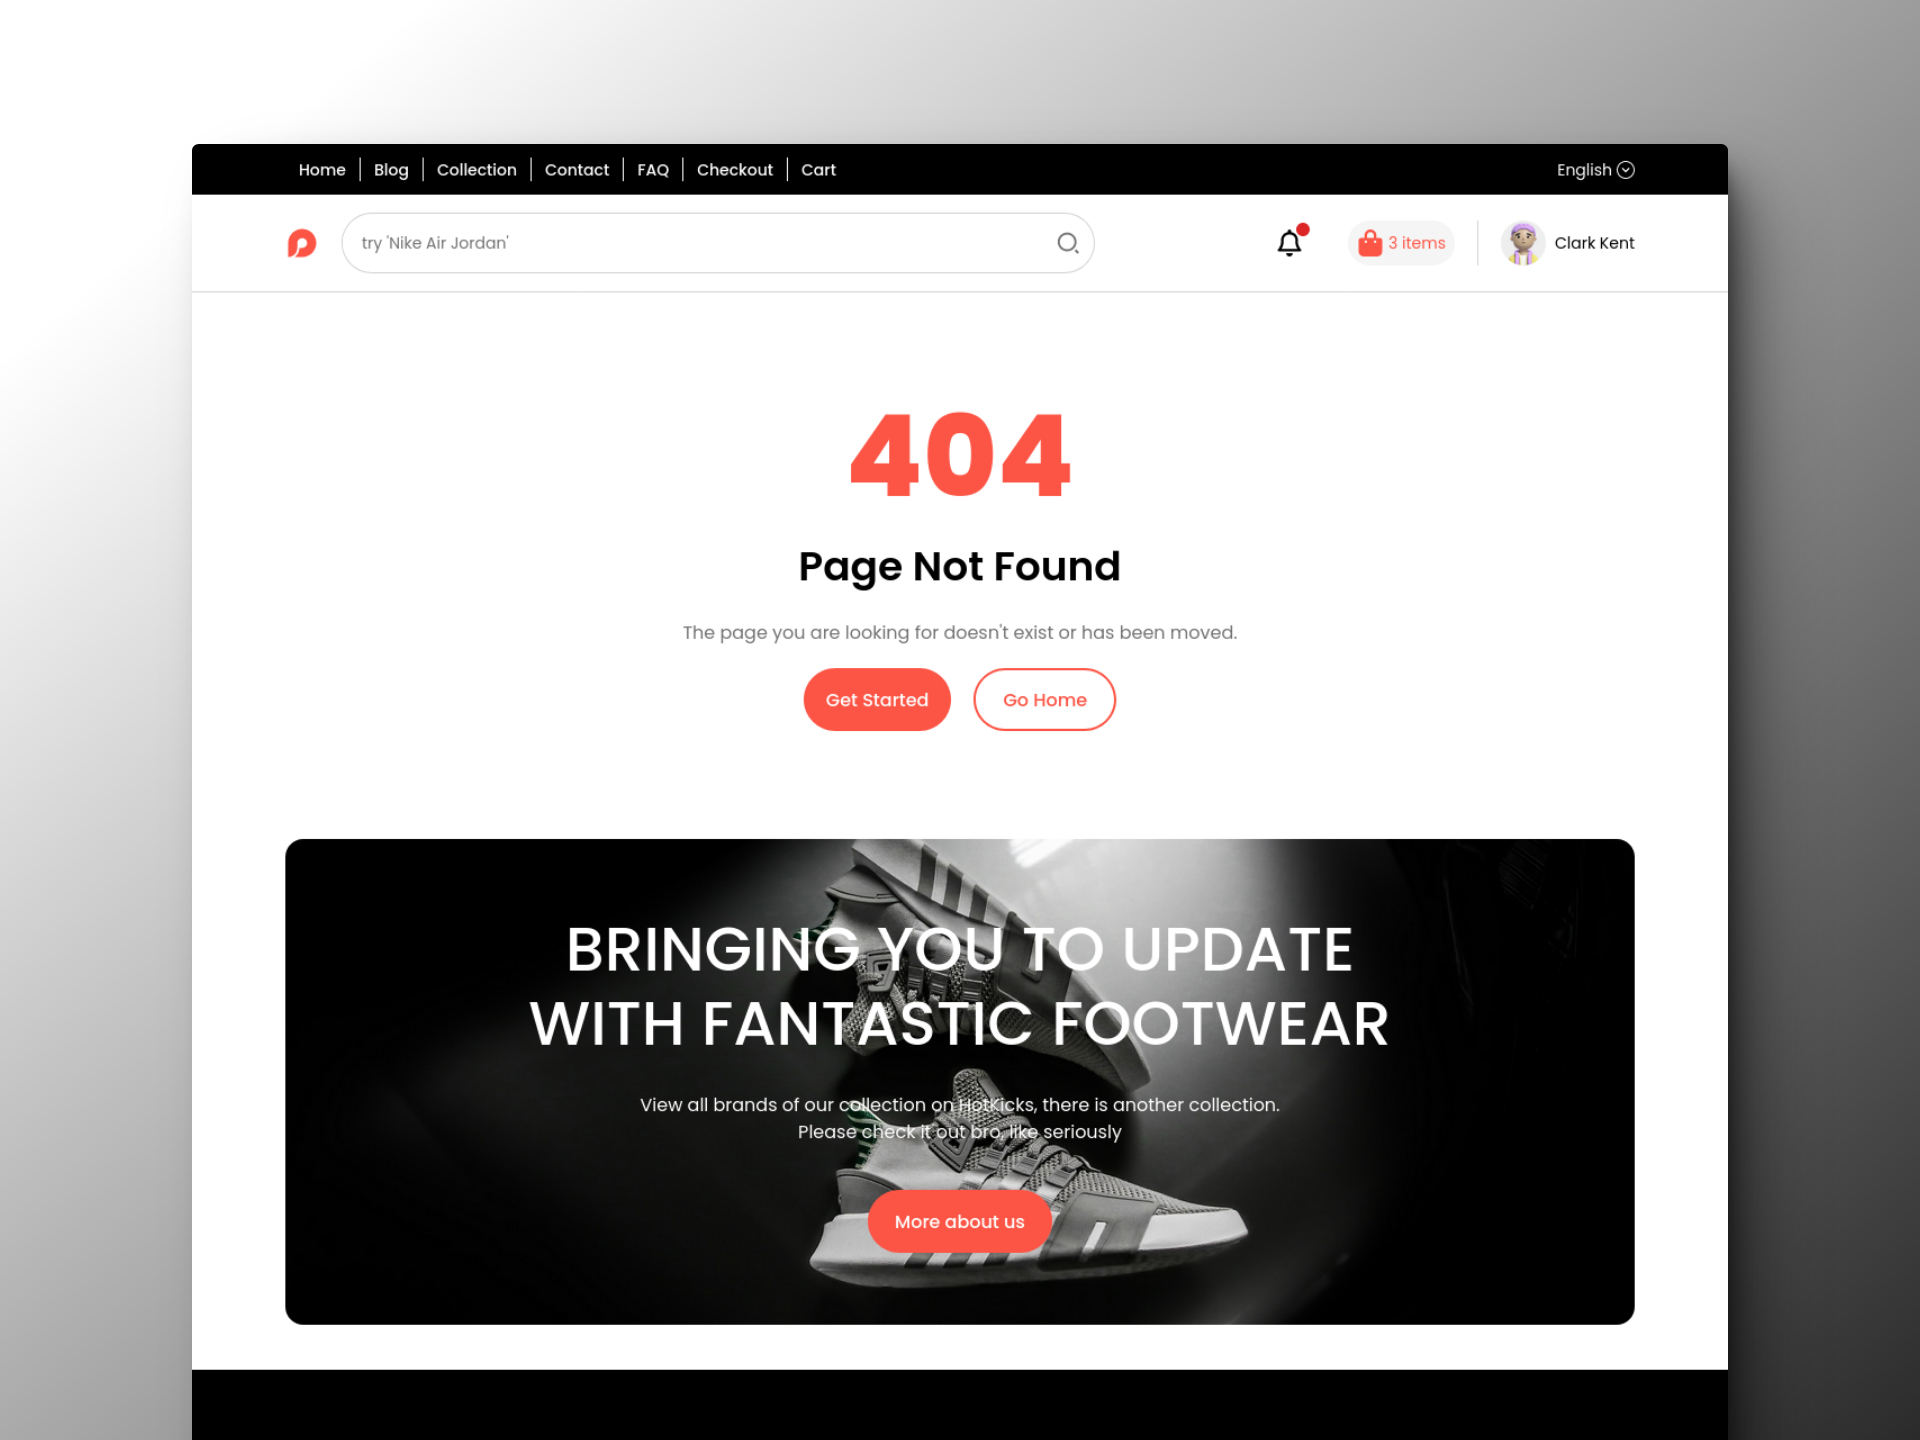 Home Blog Collection Contact FAQ Checkout Cart English
try 'Nike Air Jordan' 3 items Clark Kent
404
Page Not Found
The page you are looking for doesn't exist or has been moved.
Get Started Go Home
BRINGING YOU TO UPDATE
WITH FANTASTIC FOOTWEAR
View all brands of our collection on HotKicks, there is another collection.
Please check it out bro, like seriously
More about us